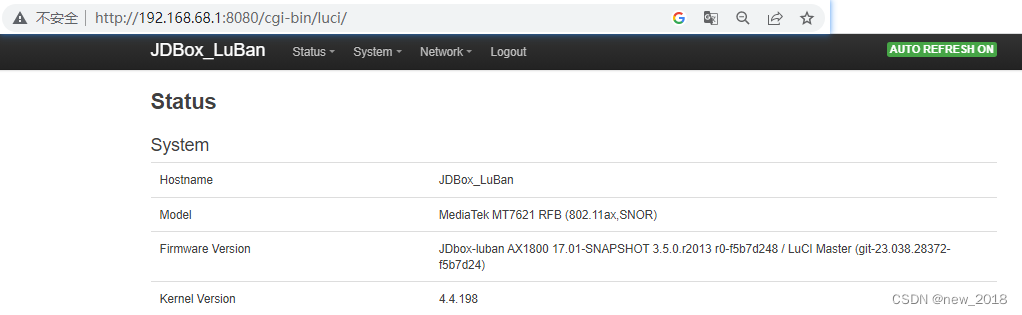 不安全 http://192.168.68.1:8080/cgi-bin/luci/
JDBox_LuBan Status System Network Logout AUTO REFRESH ON
Status
System
Hostname JDBox_LuBan
Model MediaTek MT7621 RFB (802.11ax,SNOR)
Firmware Version JDbox-luban AX1800 17.01-SNAPSHOT 3.5.0.r2013 r0-f5b7d248 / LuCI Master (git-23.038.28372-
f5b7d24)
Kernel Version 4.4.198
CSDN @new_2018